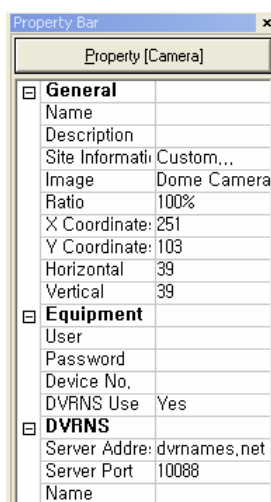 Property Bar x
Property [Camera]
General
Name
Description
Site Informati Custom...
Image Dome Camera
Ratio 100%
X Coordinate: 251
Y Coordinate: 103
Horizontal 39
Vertical 39
Equipment
User
Password
Device No.
DVRNS Use Yes
DVRNS
Server Addre: dvrnames.net
Server Port 10088
Name